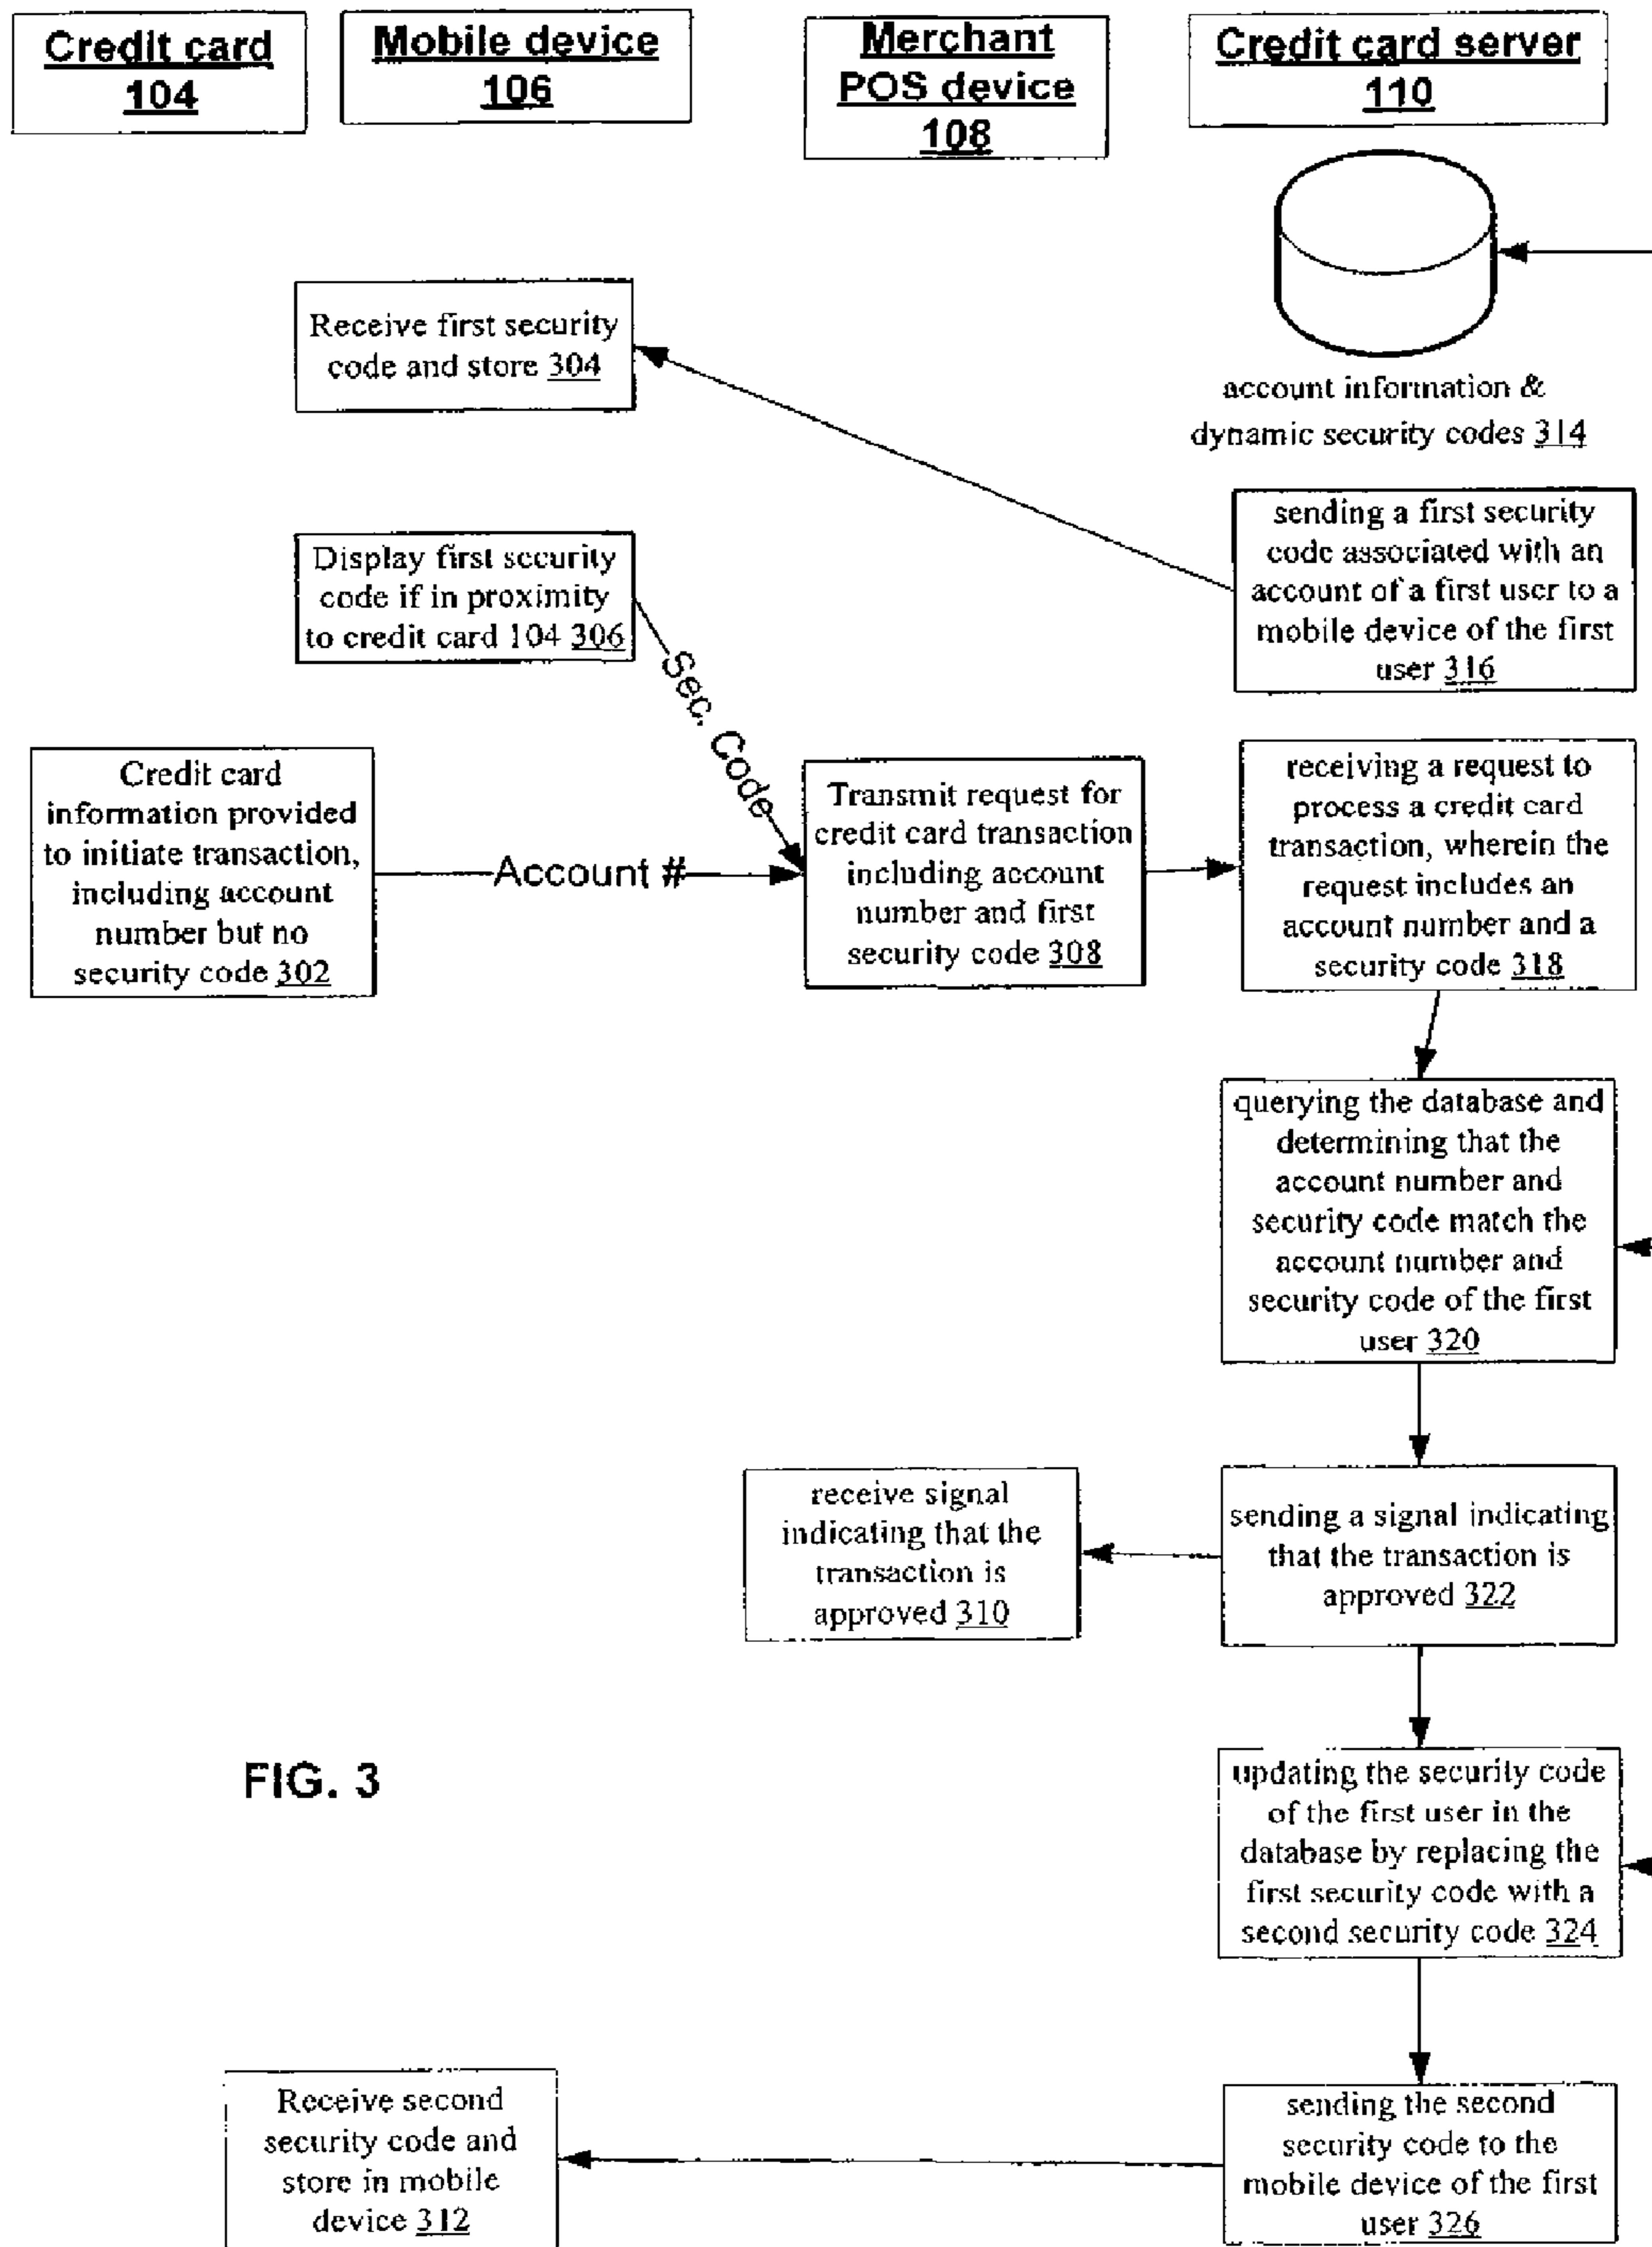 Credit card
104
Mobile device
106
Merchant
POS device
108
Credit card server
110
account information &
dynamic security codes 314
Receive first security
code and store 304
sending a first security
code associated with an
account of a first user to a
mobile device of the first
user 316
Display first security
code if in proximity
to credit card 104 306
Sec. Code
Credit card
information provided
to initiate transaction,
including account
number but no
security code 302
Account #
Transmit request for
credit card transaction
including account
number and first
security code 308
receiving a request to
process a credit card
transaction, wherein the
request includes an
account number and a
security code 318
querying the database and
determining that the
account number and
security code match the
account number and
security code of the first
user 320
receive signal
indicating that the
transaction is
approved 310
sending a signal indicating
that the transaction is
approved 322
FIG. 3
updating the security code
of the first user in the
database by replacing the
first security code with a
second security code 324
Receive second
security code and
store in mobile
device 312
sending the second
security code to the
mobile device of the first
user 326